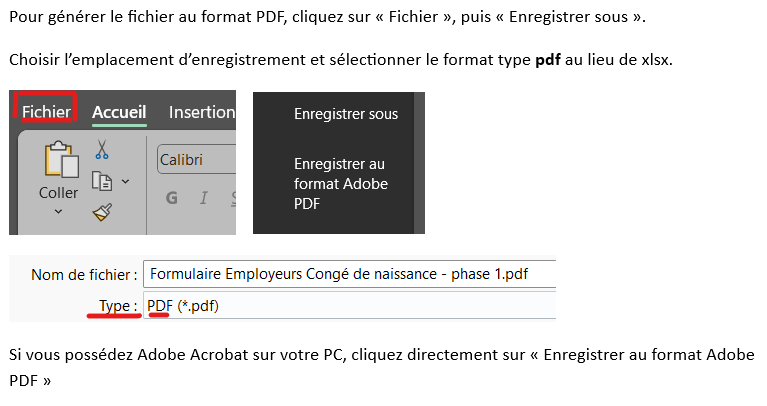 Pour générer le fichier au format PDF, cliquez sur « Fichier », puis « Enregistrer sous ».
Choisir l’emplacement d’enregistrement et sélectionner le format type pdf au lieu de xlsx.
Fichier Accueil Insertion
Coller
Calibri
G I S
Enregistrer sous
Enregistrer au
format Adobe
PDF
Nom de fichier : Formulaire Employeurs Congé de naissance - phase 1.pdf
Type : PDF (*.pdf)
Si vous possédez Adobe Acrobat sur votre PC, cliquez directement sur « Enregistrer au format Adobe
PDF »